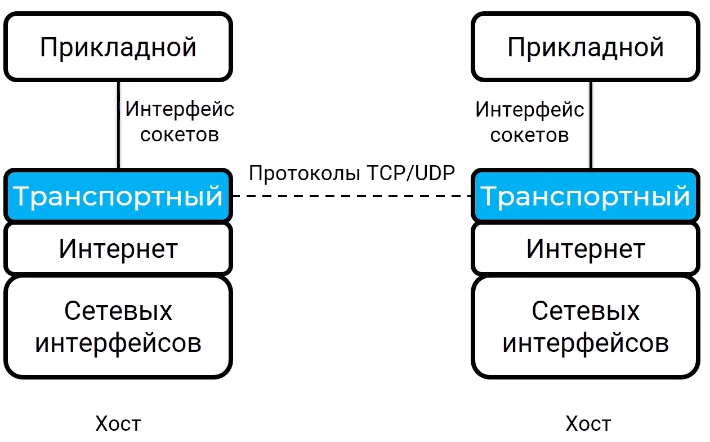 Прикладной
Прикладной
Интерфейс
сокетов
Интерфейс
сокетов
Протоколы TCP/UDP
Транспортный
Транспортный
Интернет
Интернет
Сетевых
интерфейсов
Сетевых
интерфейсов
Хост
Хост